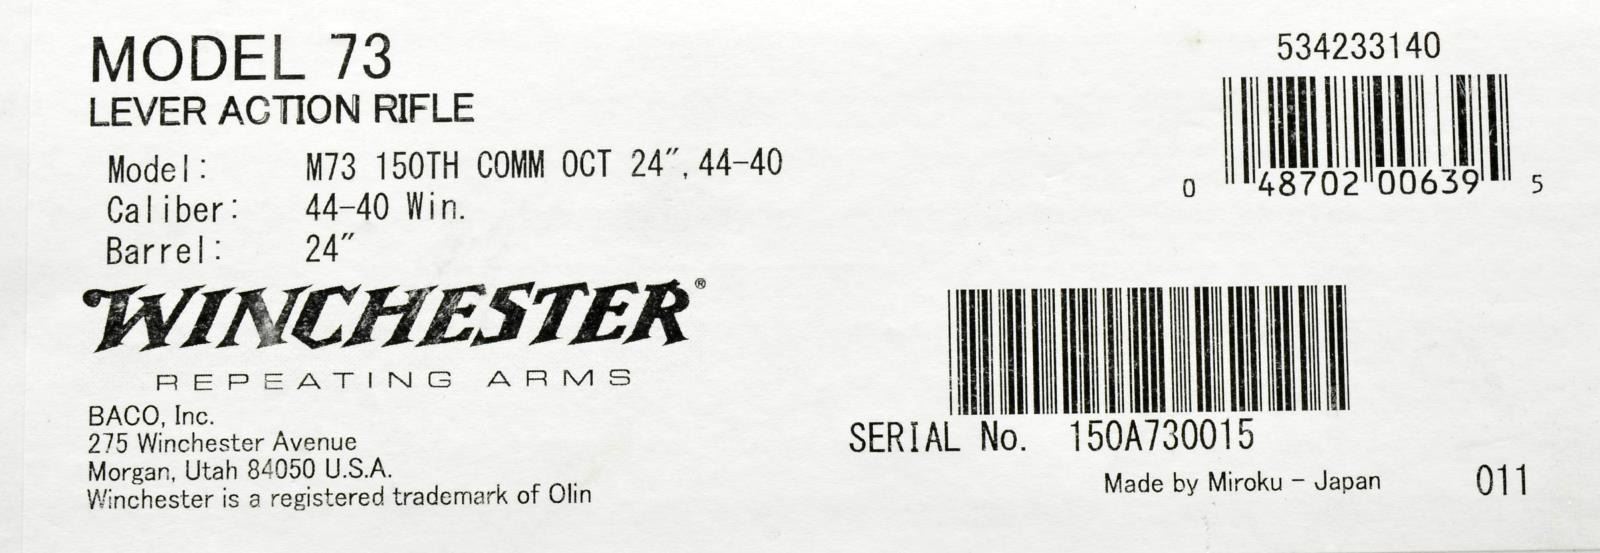 MODEL 73
LEVER ACTION RIFLE
Model: M73 150TH COMM OCT 24", 44-40
Caliber: 44-40 Win.
Barrel: 24"
WINCHESTER®
REPEATING ARMS
BACO, Inc.
275 Winchester Avenue
Morgan, Utah 84050 U.S.A.
Winchester is a registered trademark of Olin
534233140
0 48702 00639 5
SERIAL No. 150A730015
Made by Miroku - Japan 011